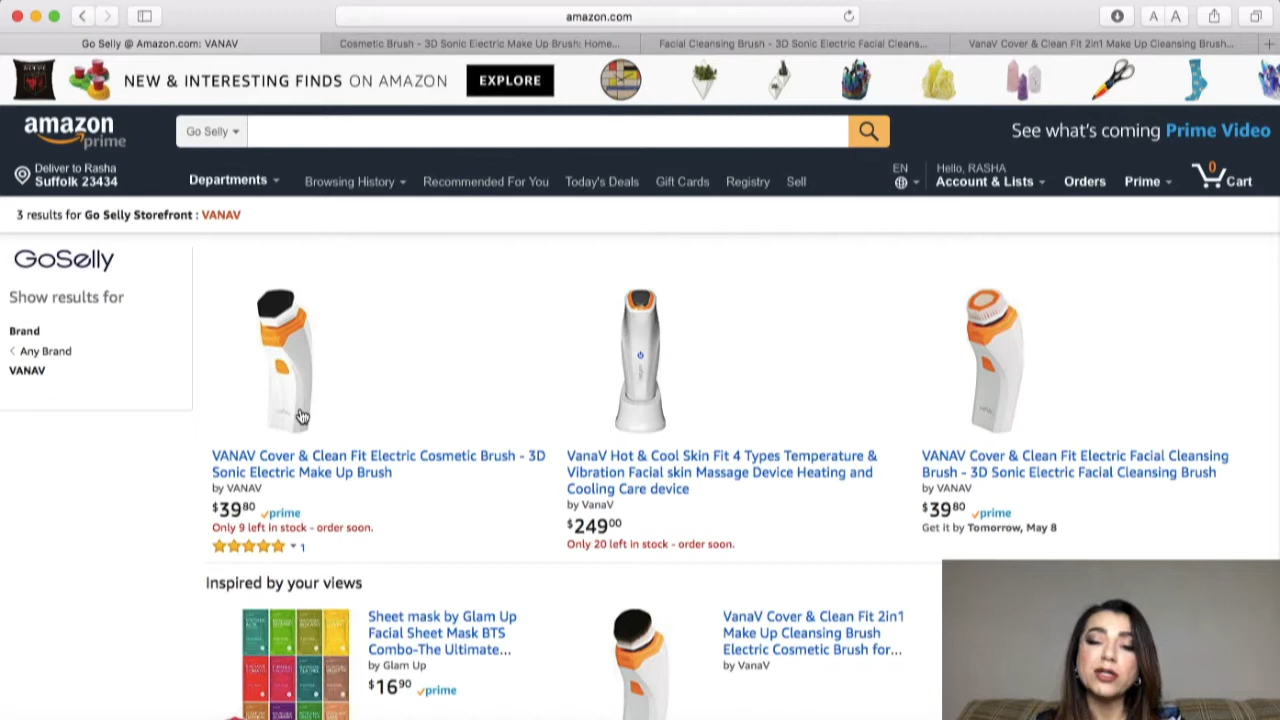 amazon.com
A A
Go Selly @ Amazon.com: VANAV
Cosmetic Brush - 3D Sonic Electric Make Up Brush: Home...
Facial Cleansing Brush - 3D Sonic Electric Facial Cleans...
VanaV Cover & Clean Fit 2in1 Make Up Cleansing Brush...
NEW & INTERESTING FINDS ON AMAZON
EXPLORE
amazon prime
Go Selly
See what's coming Prime Video
Deliver to Rasha
Suffolk 23434
Departments
Browsing History
Recommended For You
Today's Deals
Gift Cards
Registry
Sell
EN
Hello, RASHA
Account & Lists
Orders
Prime
0
Cart
3 results for Go Selly Storefront : VANAV
GoSelly
Show results for
Brand
Any Brand
VANAV
VANAV Cover & Clean Fit Electric Cosmetic Brush - 3D
Sonic Electric Make Up Brush
by VANAV
$39 80 prime
Only 9 left in stock - order soon.
1
VanaV Hot & Cool Skin Fit 4 Types Temperature &
Vibration Facial skin Massage Device Heating and
Cooling Care device
by VanaV
$249 00
Only 20 left in stock - order soon.
VANAV Cover & Clean Fit Electric Facial Cleansing
Brush - 3D Sonic Electric Facial Cleansing Brush
by VANAV
$39 80 prime
Get it by Tomorrow, May 8
Inspired by your views
Sheet mask by Glam Up
Facial Sheet Mask BTS
Combo-The Ultimate...
by Glam Up
$16 90 prime
VanaV Cover & Clean Fit 2in1
Make Up Cleansing Brush
Electric Cosmetic Brush for...
by VanaV